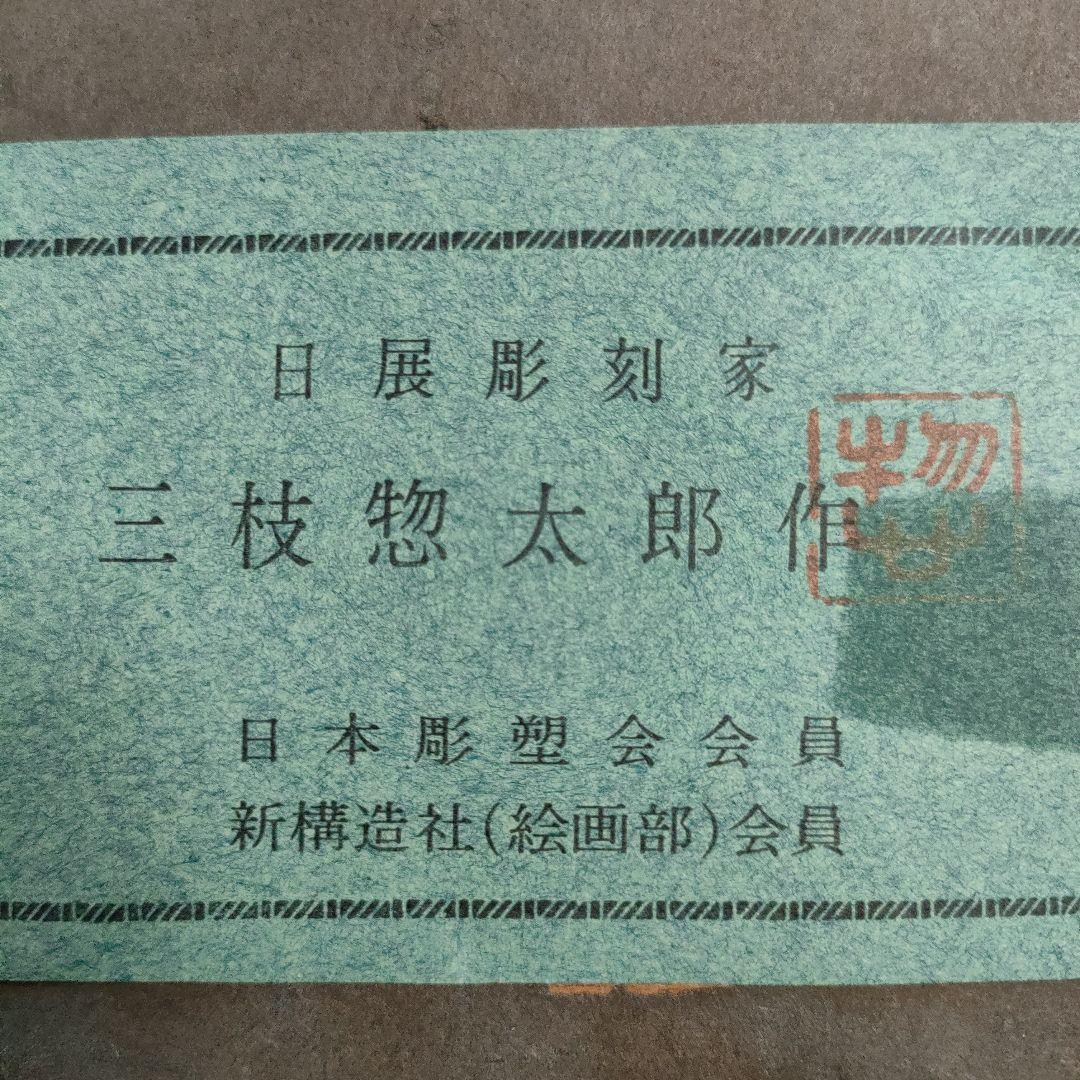 日展彫刻家
三枝惣太郎作
日本彫塑会会員
新構造社(絵画部)会員